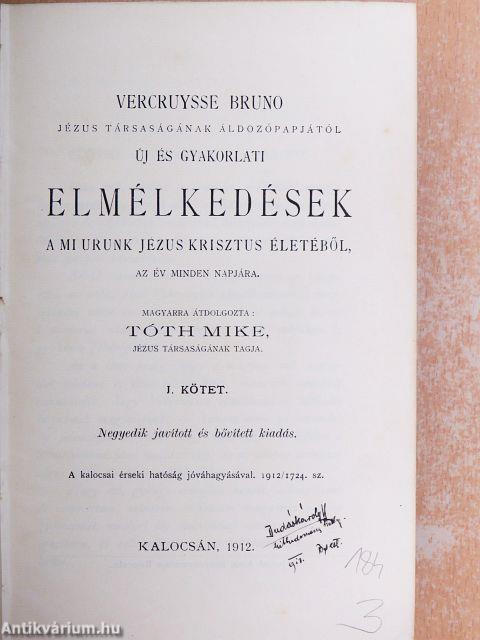 VERCRUYSSE BRUNO
JÉZUS TÁRSASÁGÁNAK ÁLDOZÓPAPJÁTÓL
ÚJ ÉS GYAKORLATI
ELMÉLKEDÉSEK
A MI URUNK JÉZUS KRISZTUS ÉLETÉBŐL,
AZ ÉV MINDEN NAPJÁRA.
MAGYARRA ÁTDOLGOZTA:
TÓTH MIKE,
JÉZUS TÁRSASÁGÁNAK TAGJA.
I. KÖTET.
Negyedik javított és bővített kiadás.
A kalocsai érseki hatóság jóváhagyásával. 1912/1724. sz.
KALOCSÁN, 1912.
184
3
Antikvárium.hu